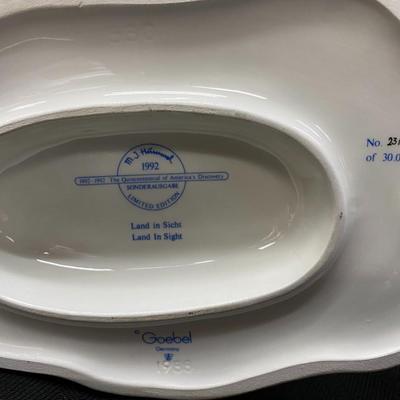 M.J. Hümmel
1992
1492-1992 The Quincentennial of America's Discovery
SONDERAUSGABE
LIMITED EDITION
Land in Sicht
Land In Sight
No.
of 30.0
© Goebel
Germany